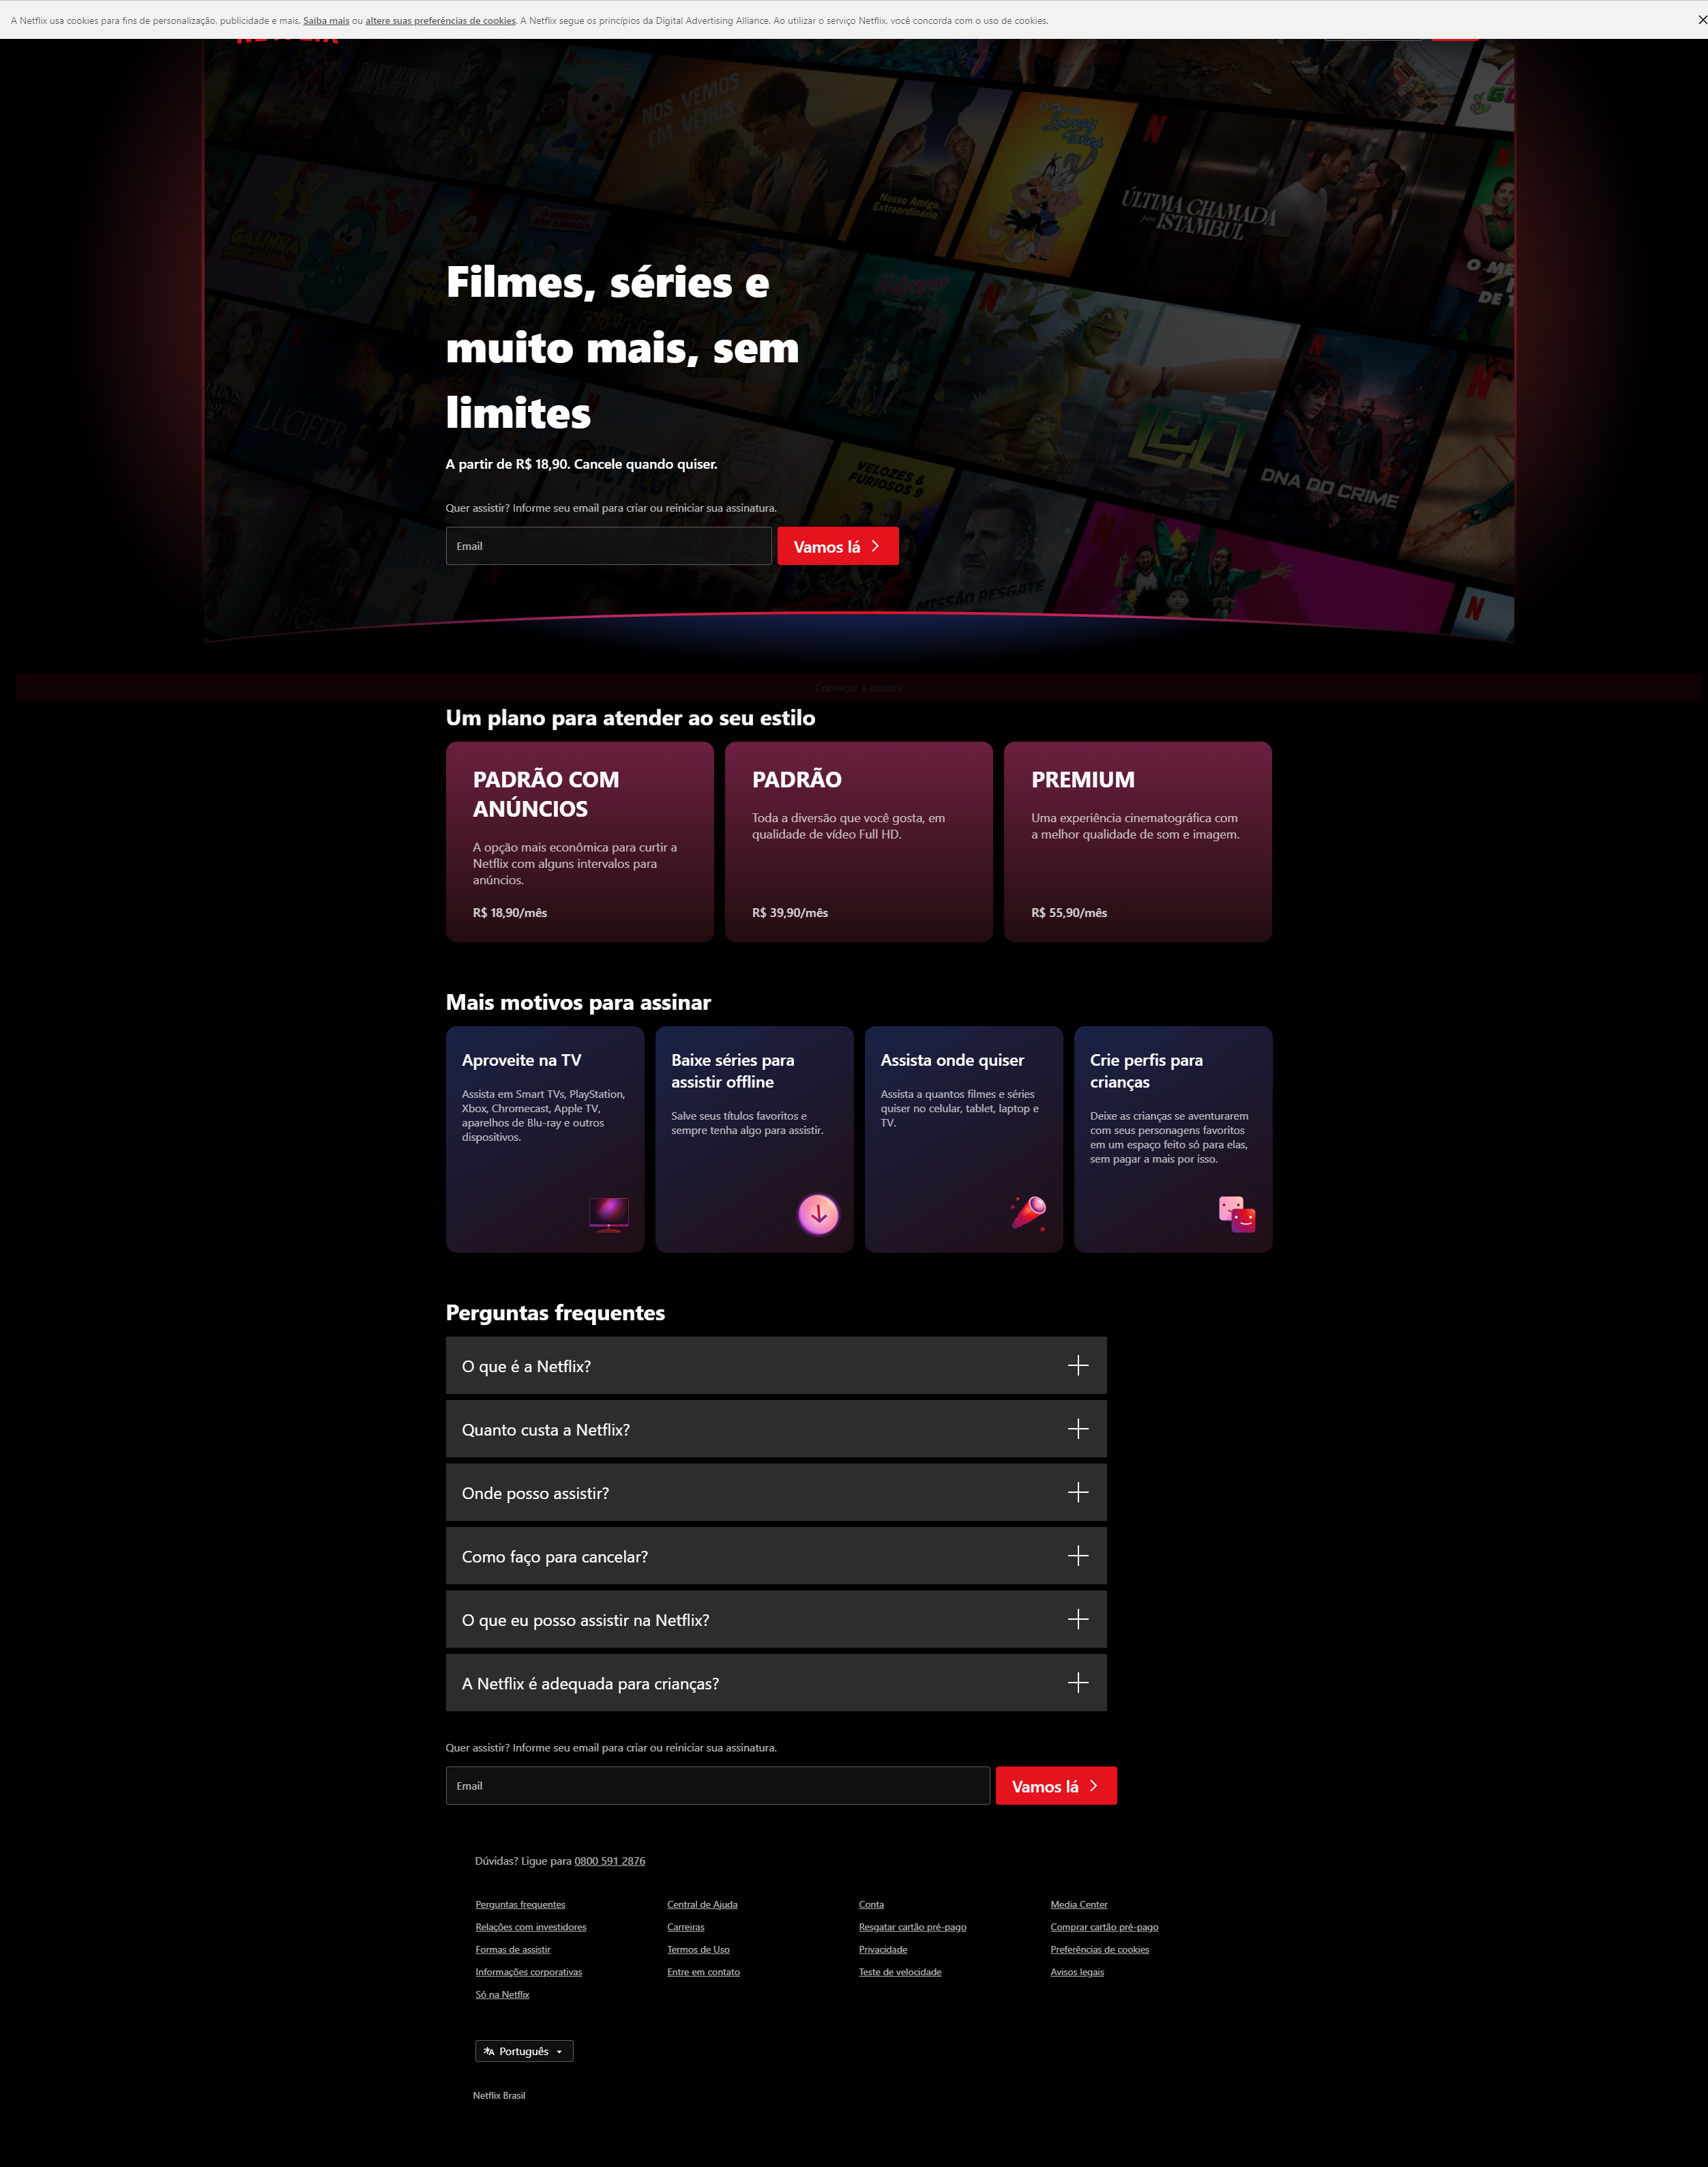 A Netflix usa cookies para fins de personalização, publicidade e mais. Saiba mais ou altere suas preferências de cookies. A Netflix segue os princípios da Digital Advertising Alliance. Ao utilizar o serviço Netflix, você concorda com o uso de cookies.
NOS VEMOS
EM VÊNUS
Nosso Amigo
Extraordinário
ÚLTIMA CHAMADA
para
ISTAMBUL
GALINHA
Filmes, séries e
muito mais, sem
limites
LUCIFER
VELOZES &
FURIOSOS 9
DNA DO CRIME
MISSÃO RESGATE
A partir de R$ 18,90. Cancele quando quiser.
Quer assistir? Informe seu email para criar ou reiniciar sua assinatura.
Email
Vamos lá
Começar a assistir
Um plano para atender ao seu estilo
PADRÃO COM
ANÚNCIOS
A opção mais econômica para curtir a
Netflix com alguns intervalos para
anúncios.
R$ 18,90/mês
PADRÃO
Toda a diversão que você gosta, em
qualidade de vídeo Full HD.
R$ 39,90/mês
PREMIUM
Uma experiência cinematográfica com
a melhor qualidade de som e imagem.
R$ 55,90/mês
Mais motivos para assinar
Aproveite na TV
Assista em Smart TVs, PlayStation,
Xbox, Chromecast, Apple TV,
aparelhos de Blu-ray e outros
dispositivos.
Baixe séries para
assistir offline
Salve seus títulos favoritos e
sempre tenha algo para assistir.
Assista onde quiser
Assista a quantos filmes e séries
quiser no celular, tablet, laptop e
TV.
Crie perfis para
crianças
Deixe as crianças se aventurarem
com seus personagens favoritos
em um espaço feito só para elas,
sem pagar a mais por isso.
Perguntas frequentes
O que é a Netflix?
Quanto custa a Netflix?
Onde posso assistir?
Como faço para cancelar?
O que eu posso assistir na Netflix?
A Netflix é adequada para crianças?
Quer assistir? Informe seu email para criar ou reiniciar sua assinatura.
Email
Vamos lá
Dúvidas? Ligue para 0800 591 2876
Perguntas frequentes
Central de Ajuda
Conta
Media Center
Relações com investidores
Carreiras
Resgatar cartão pré-pago
Comprar cartão pré-pago
Formas de assistir
Termos de Uso
Privacidade
Preferências de cookies
Informações corporativas
Entre em contato
Teste de velocidade
Avisos legais
Só na Netflix
Português
Netflix Brasil